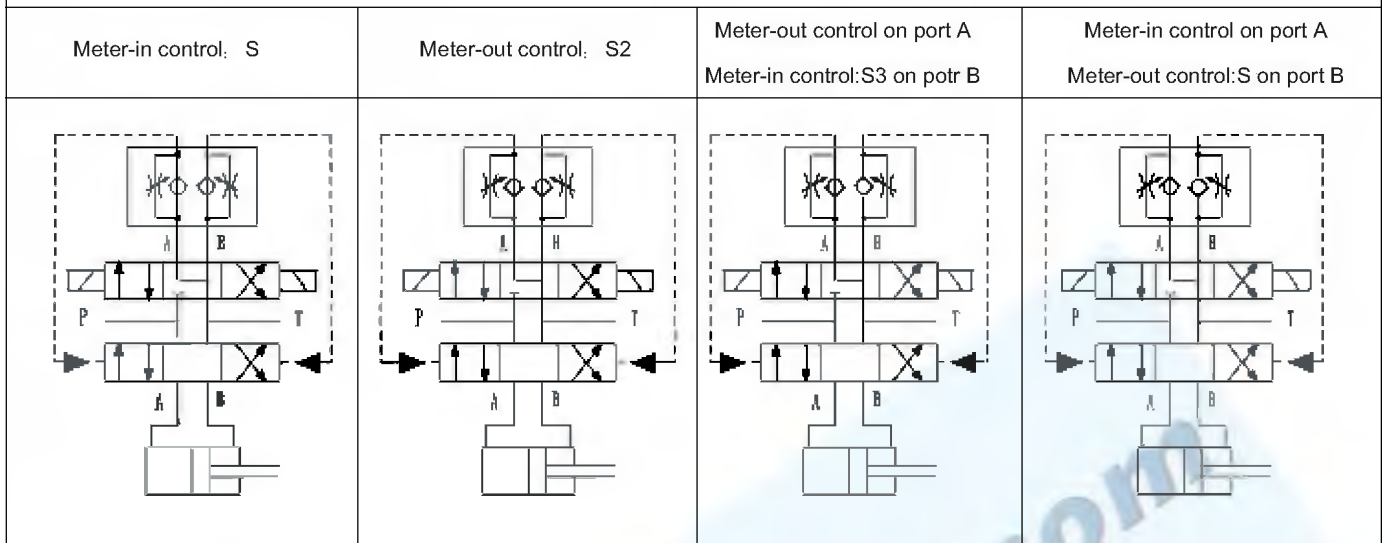 Meter-in control: S
Meter-out control: S2
Meter-out control on port A
Meter-in control:S3 on potr B
Meter-in control on port A
Meter-out control:S on port B
A B
A H
A B
A H
P T
P T
P T
P T
A B
A B
A B
A B
om